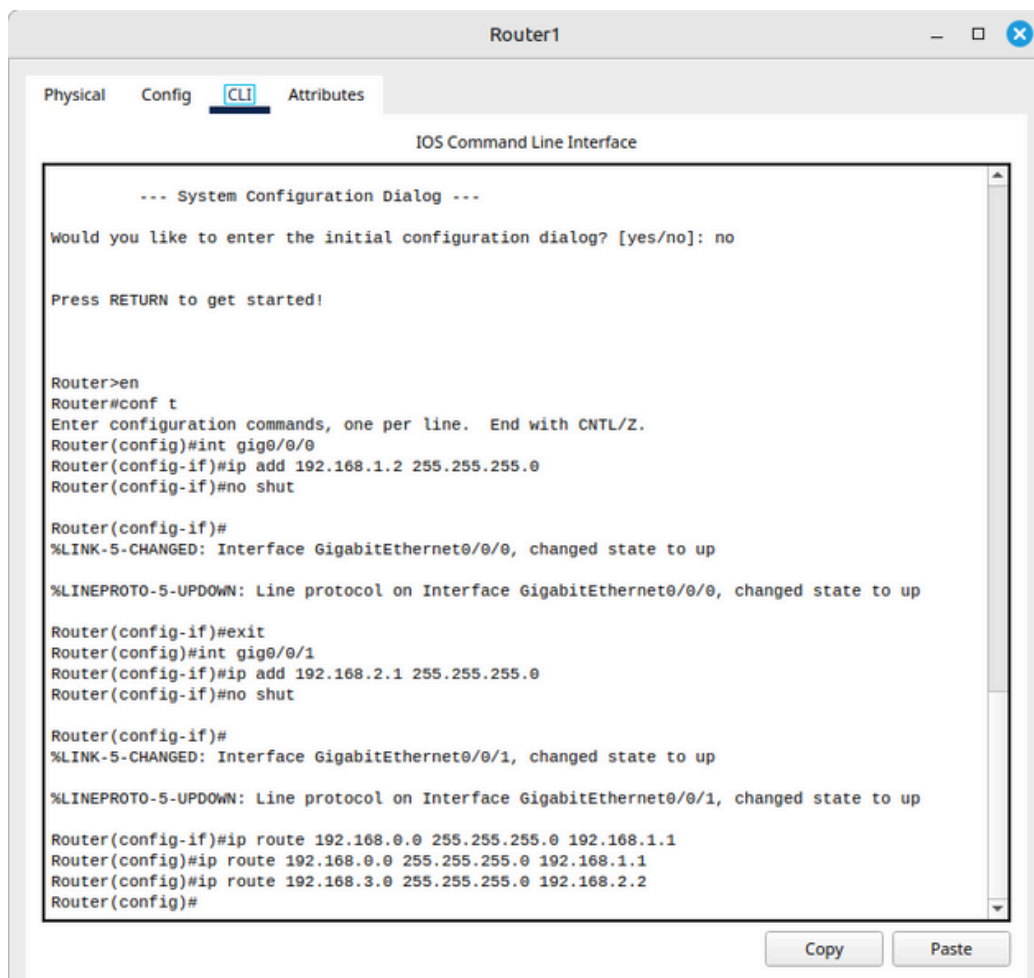 Router1
Physical Config CLI Attributes
IOS Command Line Interface
--- System Configuration Dialog ---
Would you like to enter the initial configuration dialog? [yes/no]: no
Press RETURN to get started!
Router>en
Router#conf t
Enter configuration commands, one per line.  End with CNTL/Z.
Router(config)#int gig0/0/0
Router(config-if)#ip add 192.168.1.2 255.255.255.0
Router(config-if)#no shut
Router(config-if)#
%LINK-5-CHANGED: Interface GigabitEthernet0/0/0, changed state to up
%LINEPROTO-5-UPDOWN: Line protocol on Interface GigabitEthernet0/0/0, changed state to up
Router(config-if)#exit
Router(config)#int gig0/0/1
Router(config-if)#ip add 192.168.2.1 255.255.255.0
Router(config-if)#no shut
Router(config-if)#
%LINK-5-CHANGED: Interface GigabitEthernet0/0/1, changed state to up
%LINEPROTO-5-UPDOWN: Line protocol on Interface GigabitEthernet0/0/1, changed state to up
Router(config-if)#ip route 192.168.0.0 255.255.255.0 192.168.1.1
Router(config)#ip route 192.168.0.0 255.255.255.0 192.168.1.1
Router(config)#ip route 192.168.3.0 255.255.255.0 192.168.2.2
Router(config)#
Copy Paste